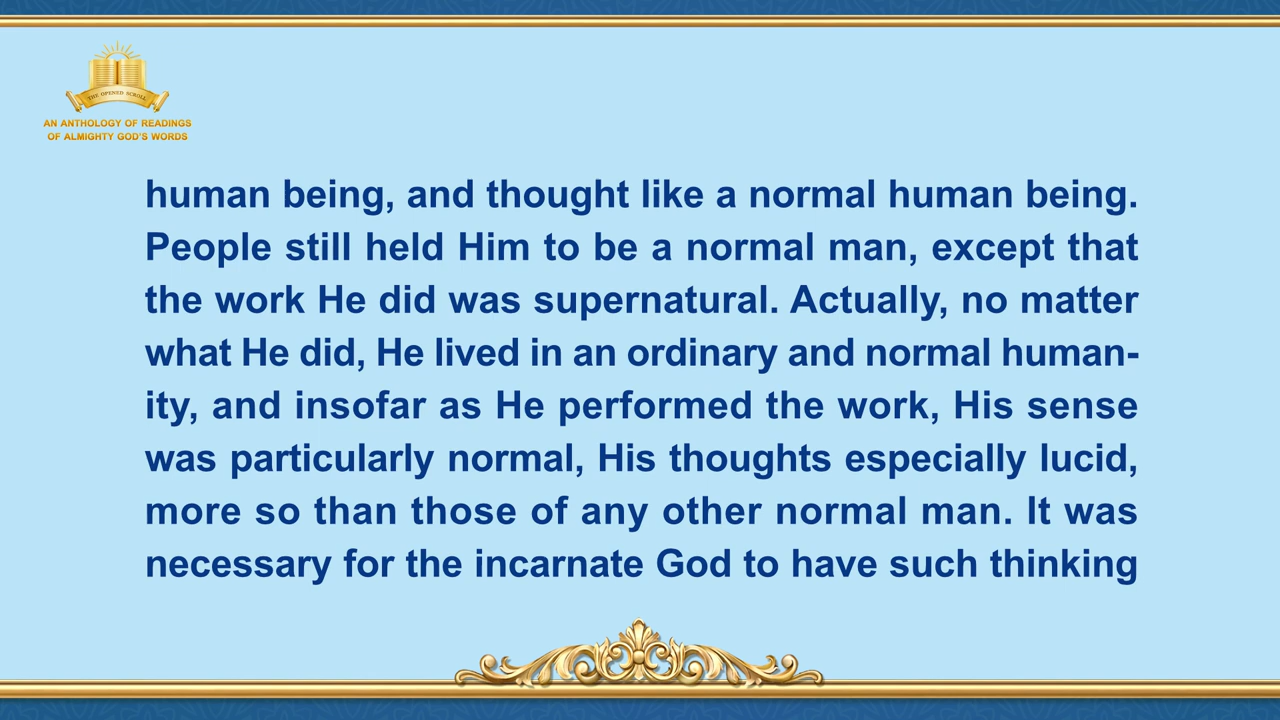 THE OPENED SCROLL
AN ANTHOLOGY OF READINGS
OF ALMIGHTY GOD'S WORDS
human being, and thought like a normal human being.
People still held Him to be a normal man, except that
the work He did was supernatural. Actually, no matter
what He did, He lived in an ordinary and normal human-
ity, and insofar as He performed the work, His sense
was particularly normal, His thoughts especially lucid,
more so than those of any other normal man. It was
necessary for the incarnate God to have such thinking